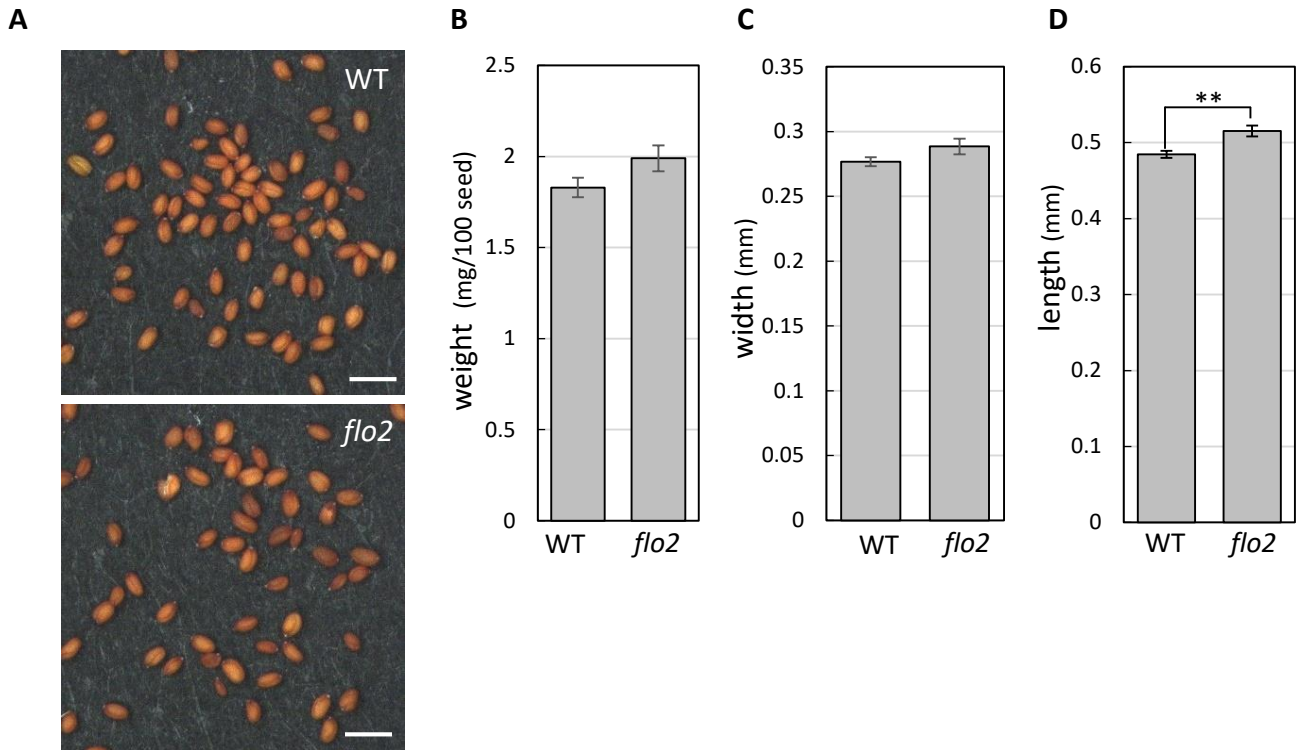 A
WT
flo2
B
weight (mg/100 seed)
2.5
2
1.5
1
0.5
0
WT flo2
C
width (mm)
0.35
0.3
0.25
0.2
0.15
0.1
0.05
0
WT flo2
D
length (mm)
0.6
0.5
0.4
0.3
0.2
0.1
0
**
WT flo2